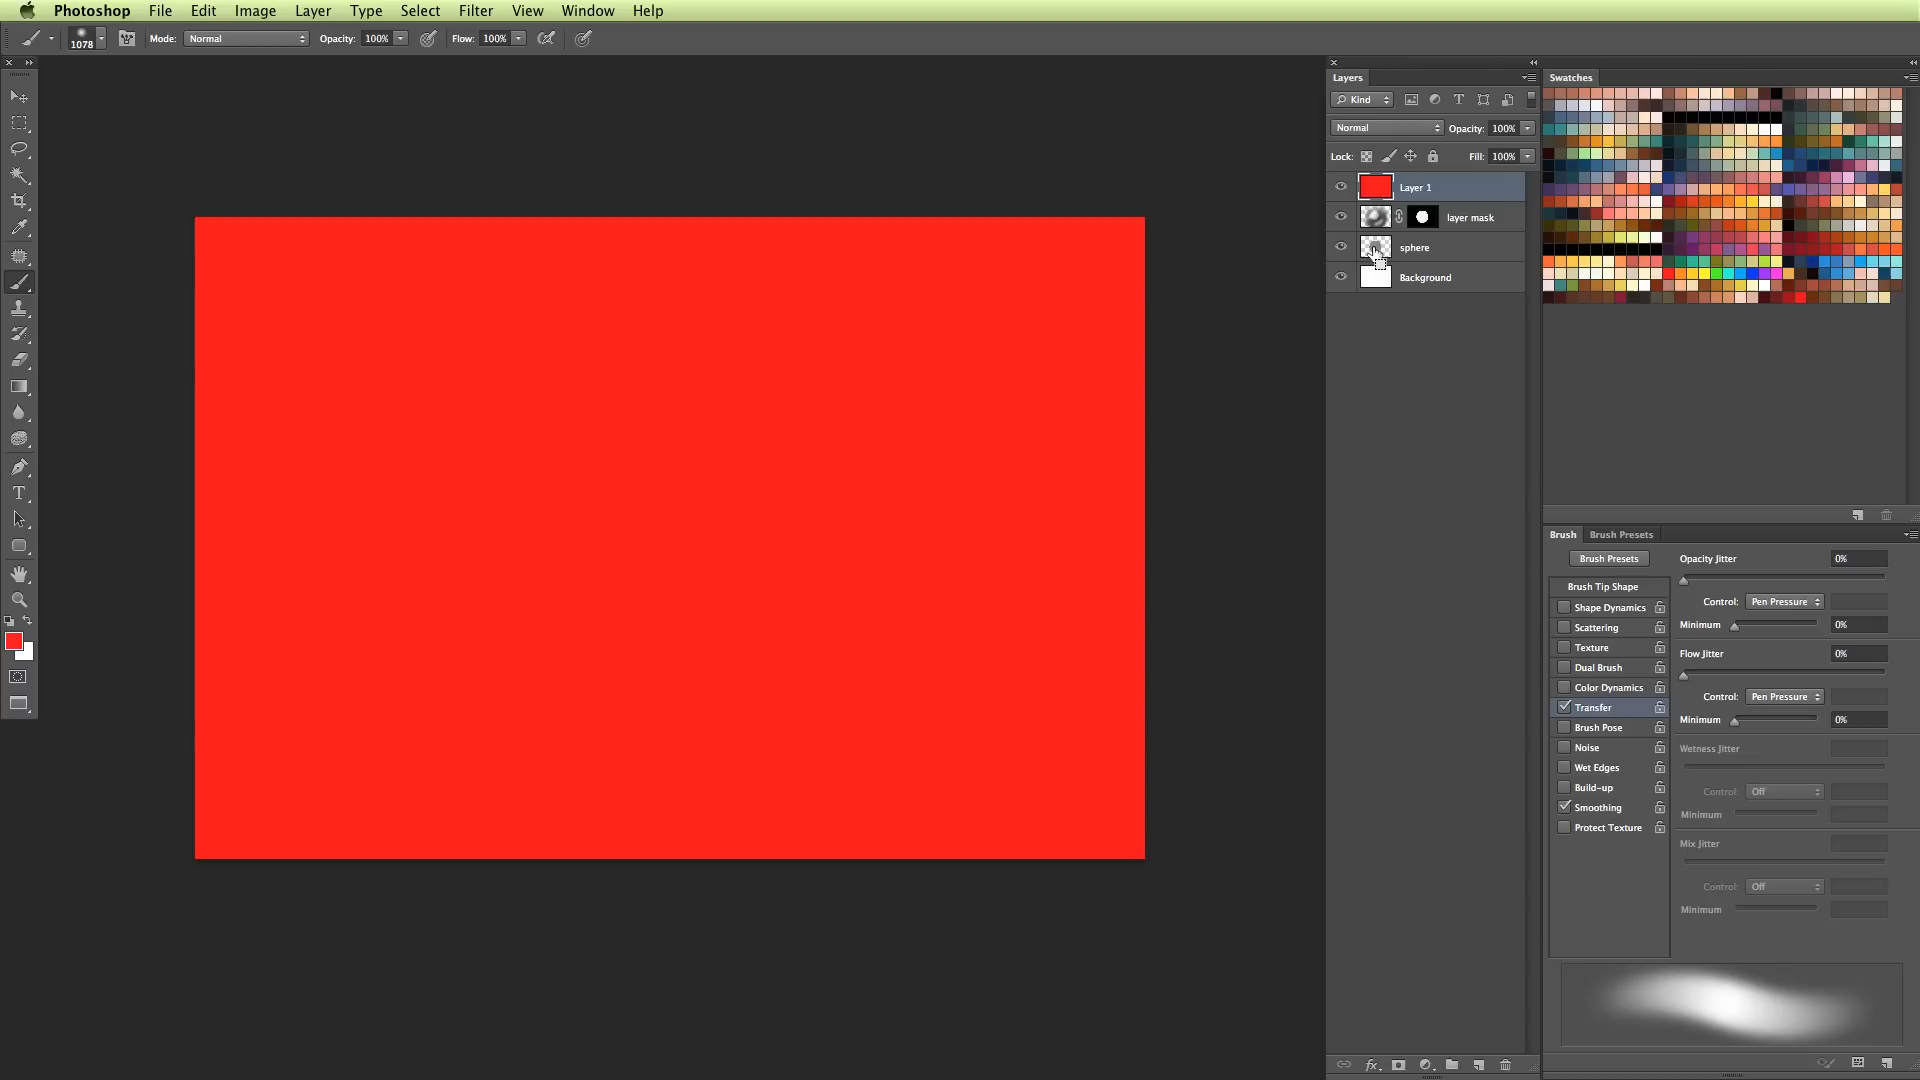 Photoshop File Edit Image Layer Type Select Filter View Window Help
1078 Mode: Normal Opacity: 100% Flow: 100%
Layers
Kind
Normal Opacity: 100%
Lock: Fill: 100%
Layer 1
layer mask
sphere
Background
fx
Swatches
Brush Brush Presets
Brush Presets
Brush Tip Shape
Shape Dynamics
Scattering
Texture
Dual Brush
Color Dynamics
Transfer
Brush Pose
Noise
Wet Edges
Build-up
Smoothing
Protect Texture
Opacity Jitter 0%
Control: Pen Pressure
Minimum 0%
Flow Jitter 0%
Control: Pen Pressure
Minimum 0%
Wetness Jitter
Control: Off
Minimum
Mix Jitter
Control: Off
Minimum